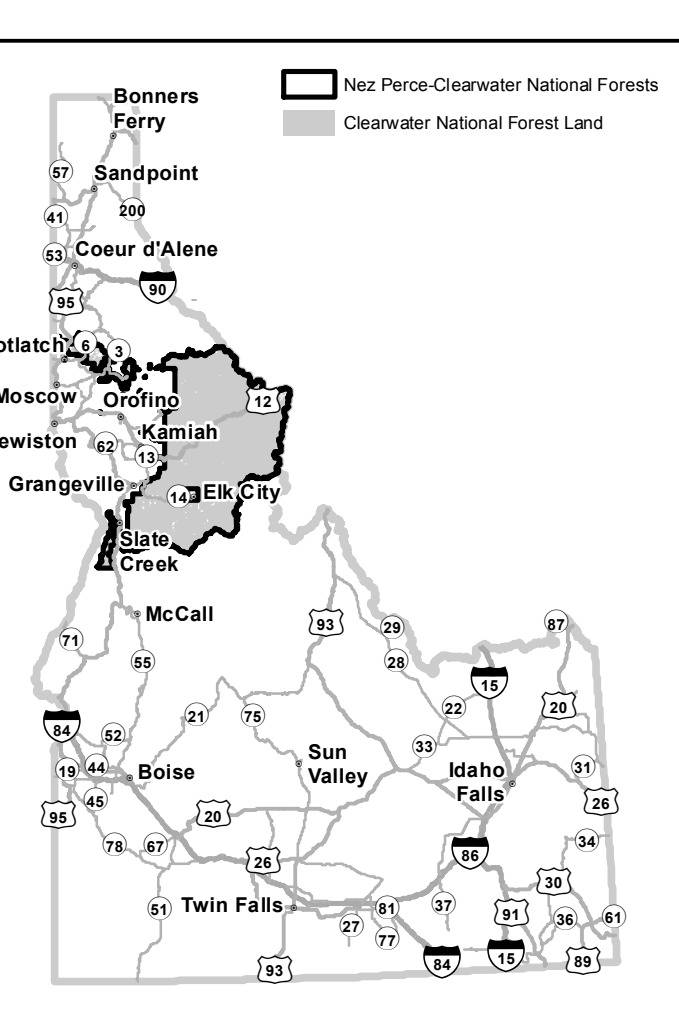 Nez Perce-Clearwater National Forests
Clearwater National Forest Land
Bonners
Ferry
57
Sandpoint
200
41
53
Coeur d'Alene
90
95
otlatch
6
3
12
Moscow
Orofino
ewiston
Kamiah
62
13
Grangeville
14
Elk City
Slate
Creek
McCall
93
29
87
71
55
28
15
22
20
21
75
84
52
33
Sun
Valley
19
44
Boise
Idaho
Falls
31
45
95
20
26
78
67
26
86
34
30
51
Twin Falls
81
37
91
36
61
27
77
93
84
15
89